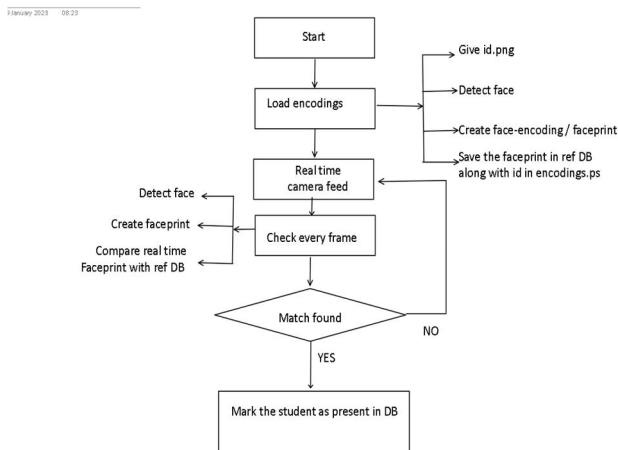 9 January 2023 08:23
Start
Give id.png
Load encodings
Detect face
Create face-encoding / faceprint
Save the faceprint in ref DB
along with id in encodings.ps
Real time
camera feed
Detect face
Create faceprint
Check every frame
Compare real time
Faceprint with ref DB
Match found
NO
YES
Mark the student as present in DB